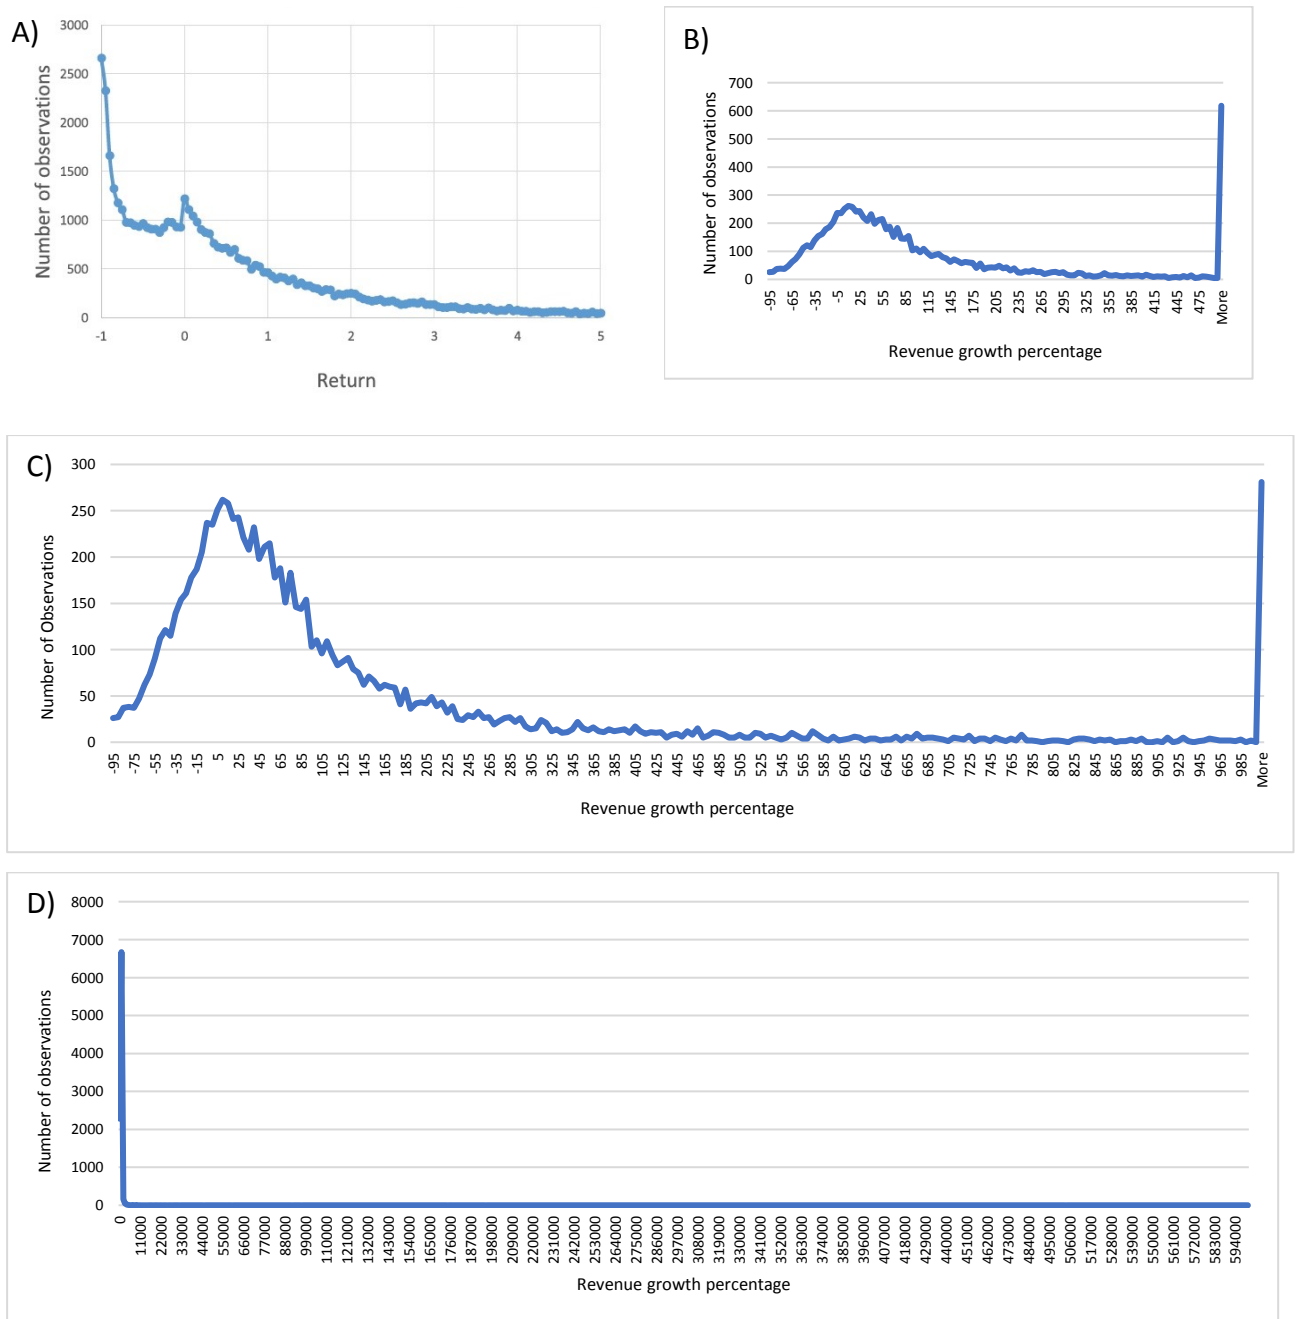 A)
3000
2500
2000
1500
1000
500
0
Number of observations
-1 0 1 2 3 4 5
Return
B)
700
600
500
400
300
200
100
0
Number of observations
-95 -65 -35 -5 25 55 85 115 145 175 205 235 265 295 325 355 385 415 445 475 More
Revenue growth percentage
C)
300
250
200
150
100
50
0
Number of Observations
-95 -75 -55 -35 -15 5 25 45 65 85 105 125 145 165 185 205 225 245 265 285 305 325 345 365 385 405 425 445 465 485 505 525 545 565 585 605 625 645 665 685 705 725 745 765 785 805 825 845 865 885 905 925 945 965 985 More
Revenue growth percentage
D)
8000
7000
6000
5000
4000
3000
2000
1000
0
Number of observations
0 11000 22000 33000 44000 55000 66000 77000 88000 99000 110000 121000 132000 143000 154000 165000 176000 187000 198000 209000 220000 231000 242000 253000 264000 275000 286000 297000 308000 319000 330000 341000 352000 363000 374000 385000 396000 407000 418000 429000 440000 451000 462000 473000 484000 495000 506000 517000 528000 539000 550000 561000 572000 583000 594000
Revenue growth percentage